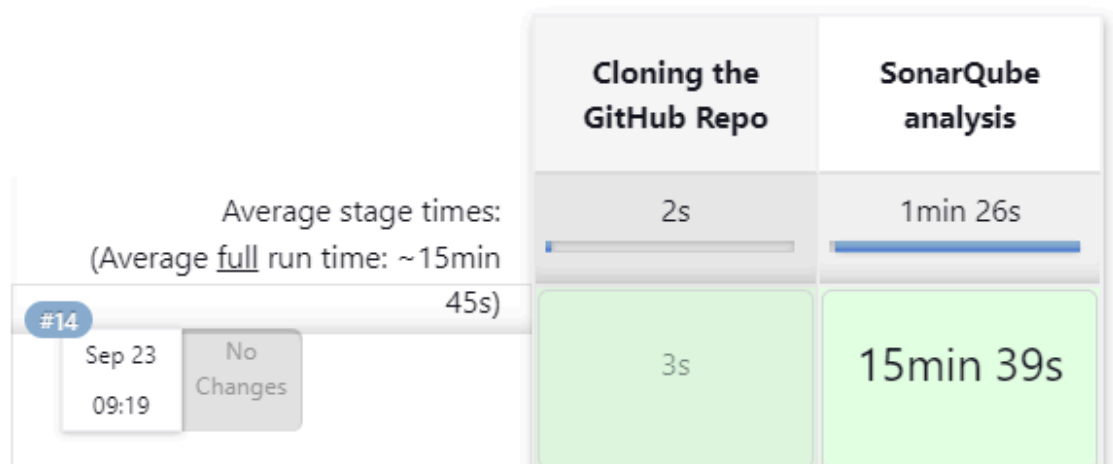 Cloning the
GitHub Repo
SonarQube
analysis
Average stage times:
(Average full run time: ~15min
45s)
2s
1min 26s
#14
Sep 23
09:19
No
Changes
3s
15min 39s